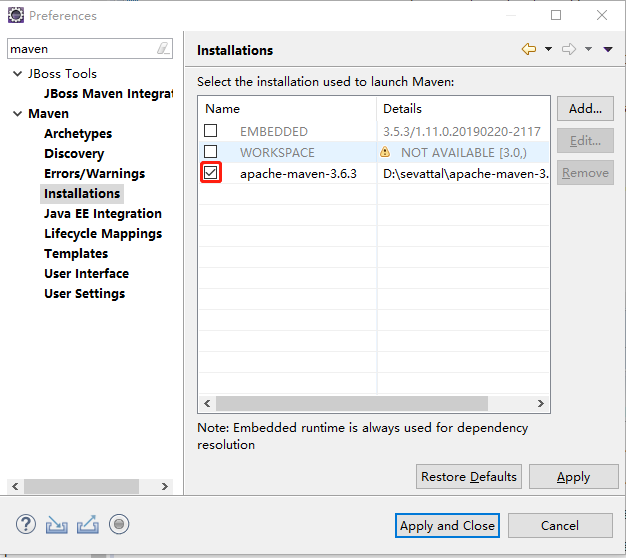 Preferences
maven
JBoss Tools
JBoss Maven Integrat
Maven
Archetypes
Discovery
Errors/Warnings
Installations
Java EE Integration
Lifecycle Mappings
Templates
User Interface
User Settings
Installations
Select the installation used to launch Maven:
Name Details
EMBEDDED 3.5.3/1.11.0.20190220-2117
WORKSPACE NOT AVAILABLE [3.0,)
apache-maven-3.6.3 D:\sevattal\apache-maven-3.
Add...
Edit...
Remove
Note: Embedded runtime is always used for dependency
resolution
Restore Defaults Apply
? Apply and Close Cancel